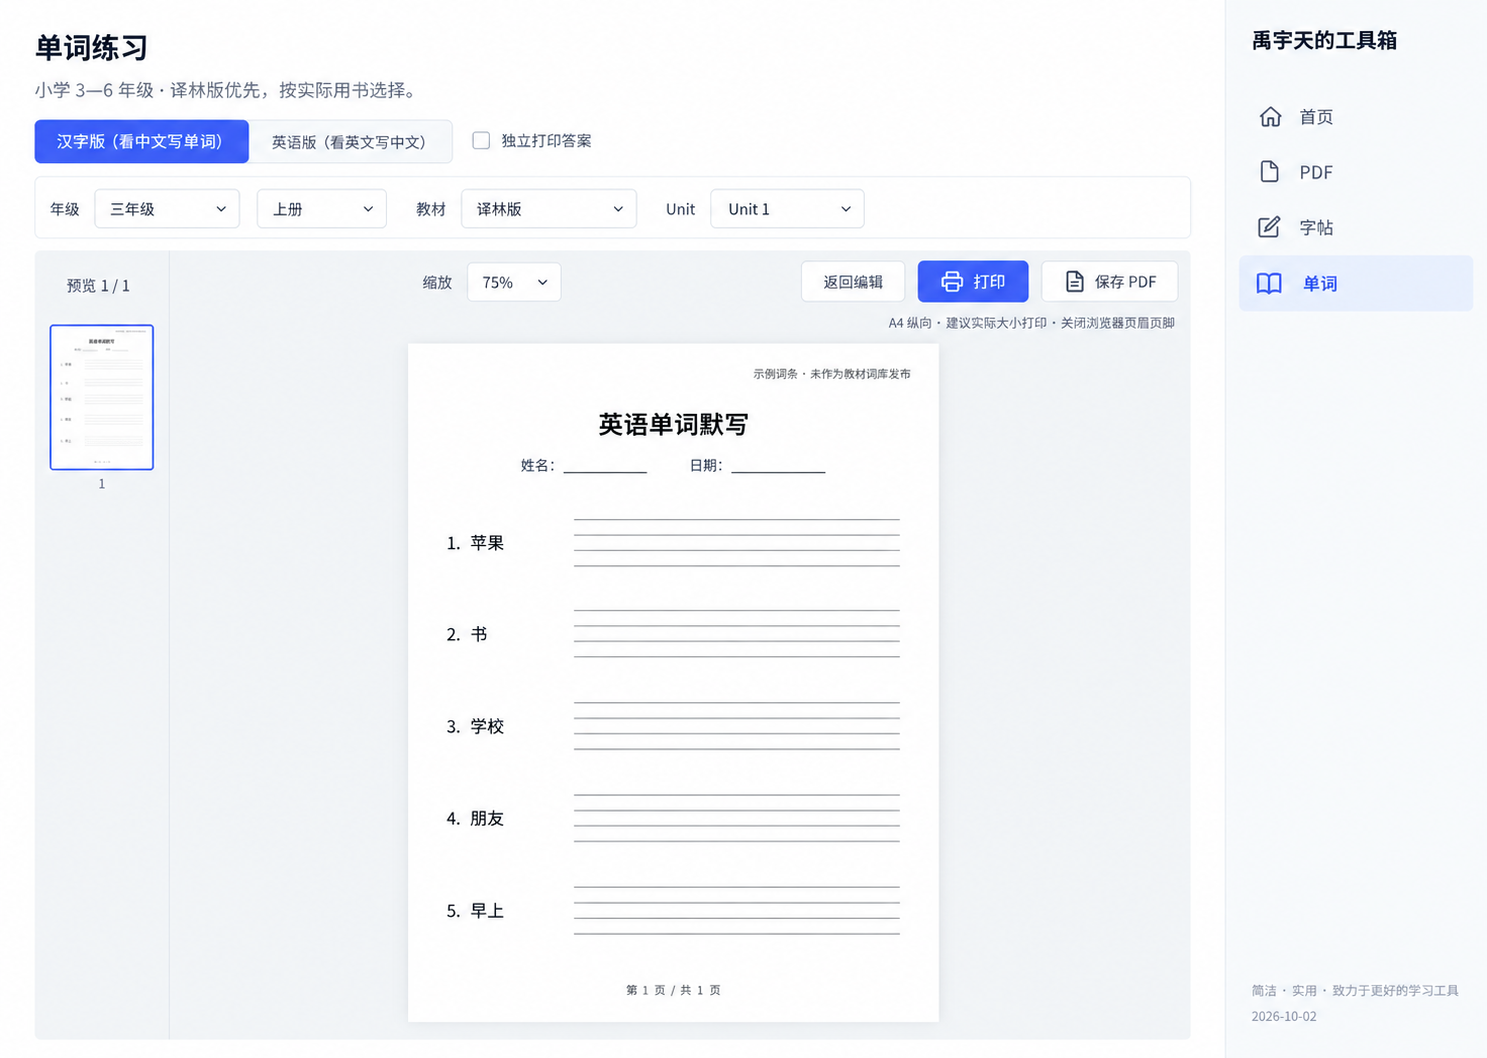 单词练习
小学 3—6 年级 · 译林版优先，按实际用书选择。
汉字版（看中文写单词） 英语版（看英文写中文） 独立打印答案
年级 三年级 上册 教材 译林版 Unit Unit 1
预览 1 / 1
1
缩放 75% 返回编辑 打印 保存 PDF
A4 纵向 · 建议实际大小打印 · 关闭浏览器页眉页脚
示例词条 · 未作为教材词库发布
英语单词默写
姓名：__________ 日期：__________
1. 苹果
2. 书
3. 学校
4. 朋友
5. 早上
第 1 页 / 共 1 页
禹宇天的工具箱
首页
PDF
字帖
单词
简洁 · 实用 · 致力于更好的学习工具
2026-10-02